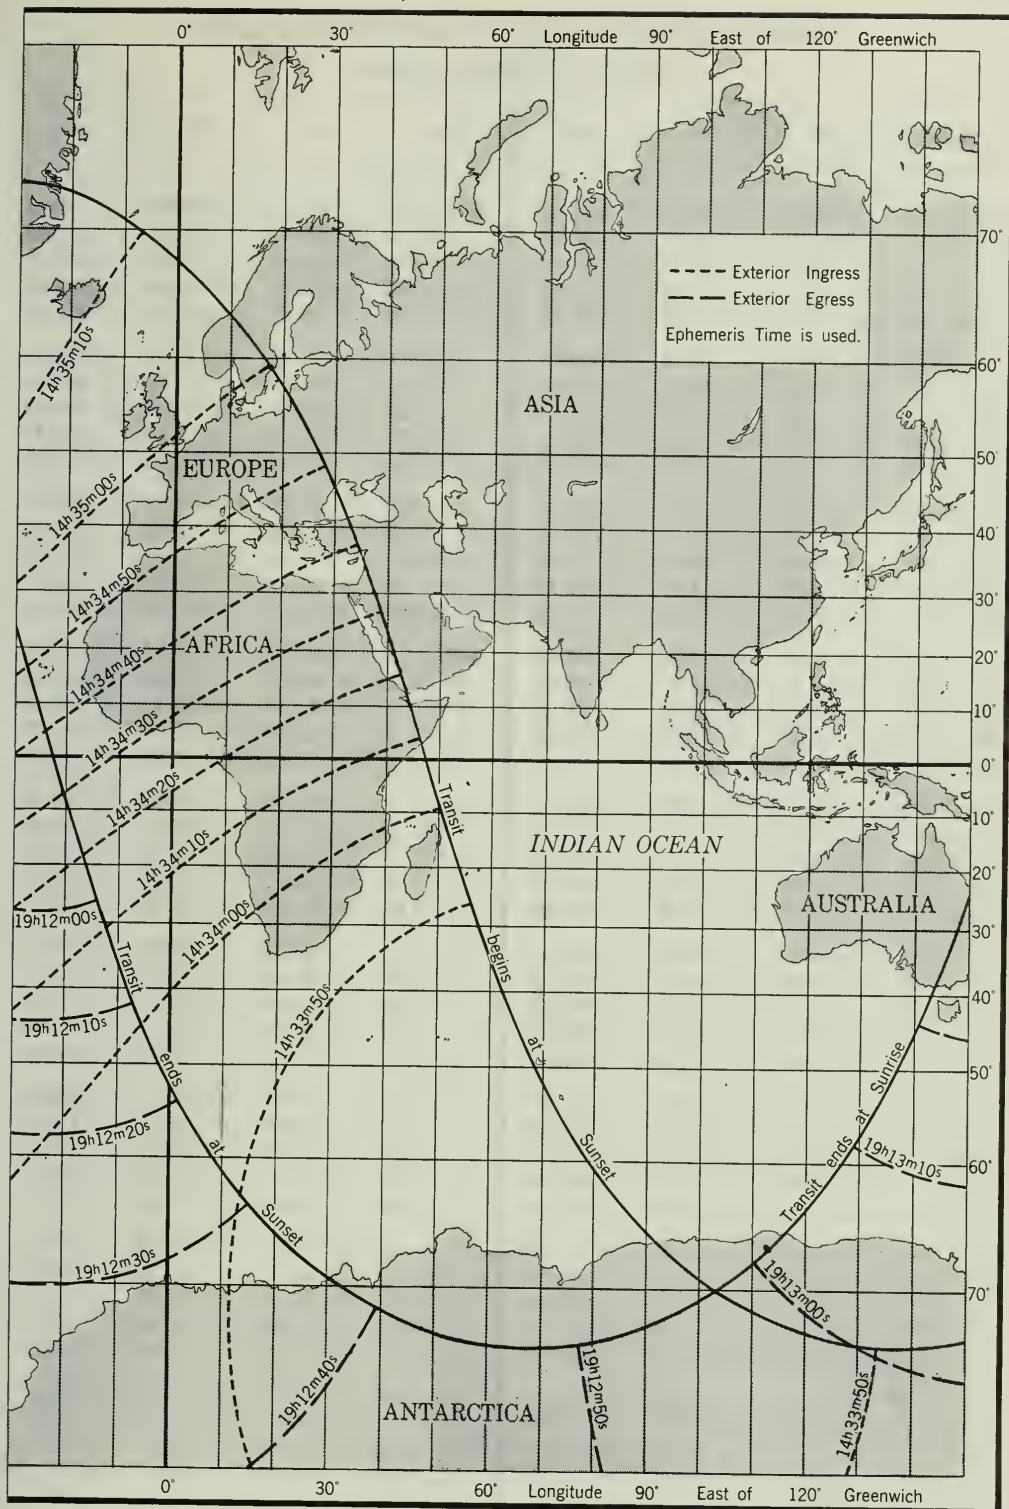 0° 30° 60° Longitude 90° East of 120° Greenwich
70°
---- Exterior Ingress
— — Exterior Egress
Ephemeris Time is used.
14h35m10s
60°
ASIA
50°
EUROPE
14h35m00s
40°
14h34m50s
30°
AFRICA
20°
14h34m40s
10°
14h34m30s
0°
14h34m20s
Transit
10°
INDIAN OCEAN
14h34m10s
20°
AUSTRALIA
19h12m00s
14h34m00s
30°
Transit
begins
40°
19h12m10s
14h33m50s
ends
at
Sunrise
50°
19h12m20s
at
Sunset
at
ends
19h13m10s
60°
Transit
Sunset
19h12m30s
19h13m00s
70°
19h12m40s
19h12m50s
14h33m50s
ANTARCTICA
0° 30° 60° Longitude 90° East of 120° Greenwich